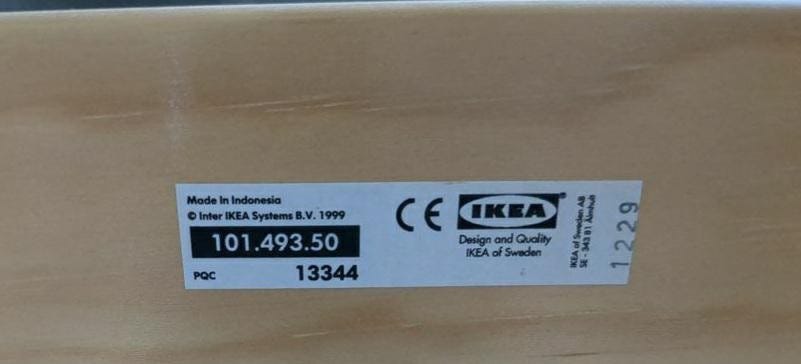 Made In Indonesia
© Inter IKEA Systems B.V. 1999
101.493.50
PQC 13344
CE
IKEA®
Design and Quality
IKEA of Sweden
IKEA of Sweden AB
SE - 343 81 Älmhult
1229